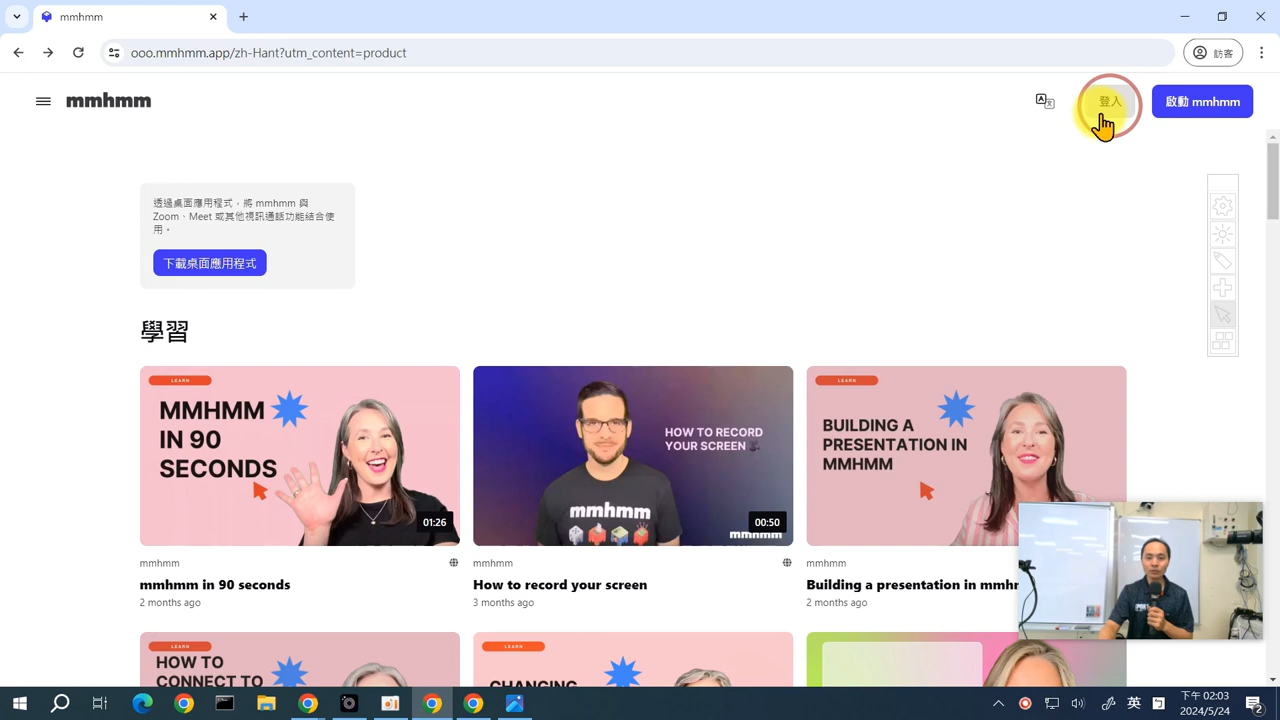 mmhmm
ooo.mmhmm.app/zh-Hant?utm_content=product
訪客
mmhmm
登入
啟動 mmhmm
透過桌面應用程式，將 mmhmm 與
Zoom、Meet 或其他視訊通話功能結合使
用。
下載桌面應用程式
學習
LEARN
MMHMM
IN 90
SECONDS
01:26
HOW TO RECORD
YOUR SCREEN
mmhmm
00:50
mmhmm
LEARN
BUILDING A
PRESENTATION IN
MMHMM
mmhmm
mmhmm in 90 seconds
2 months ago
mmhmm
How to record your screen
3 months ago
mmhmm
Building a presentation in mmh
2 months ago
LEARN
HOW TO
CONNECT TO
LEARN
CHANGING
英
下午 02:03
2024/5/24
2